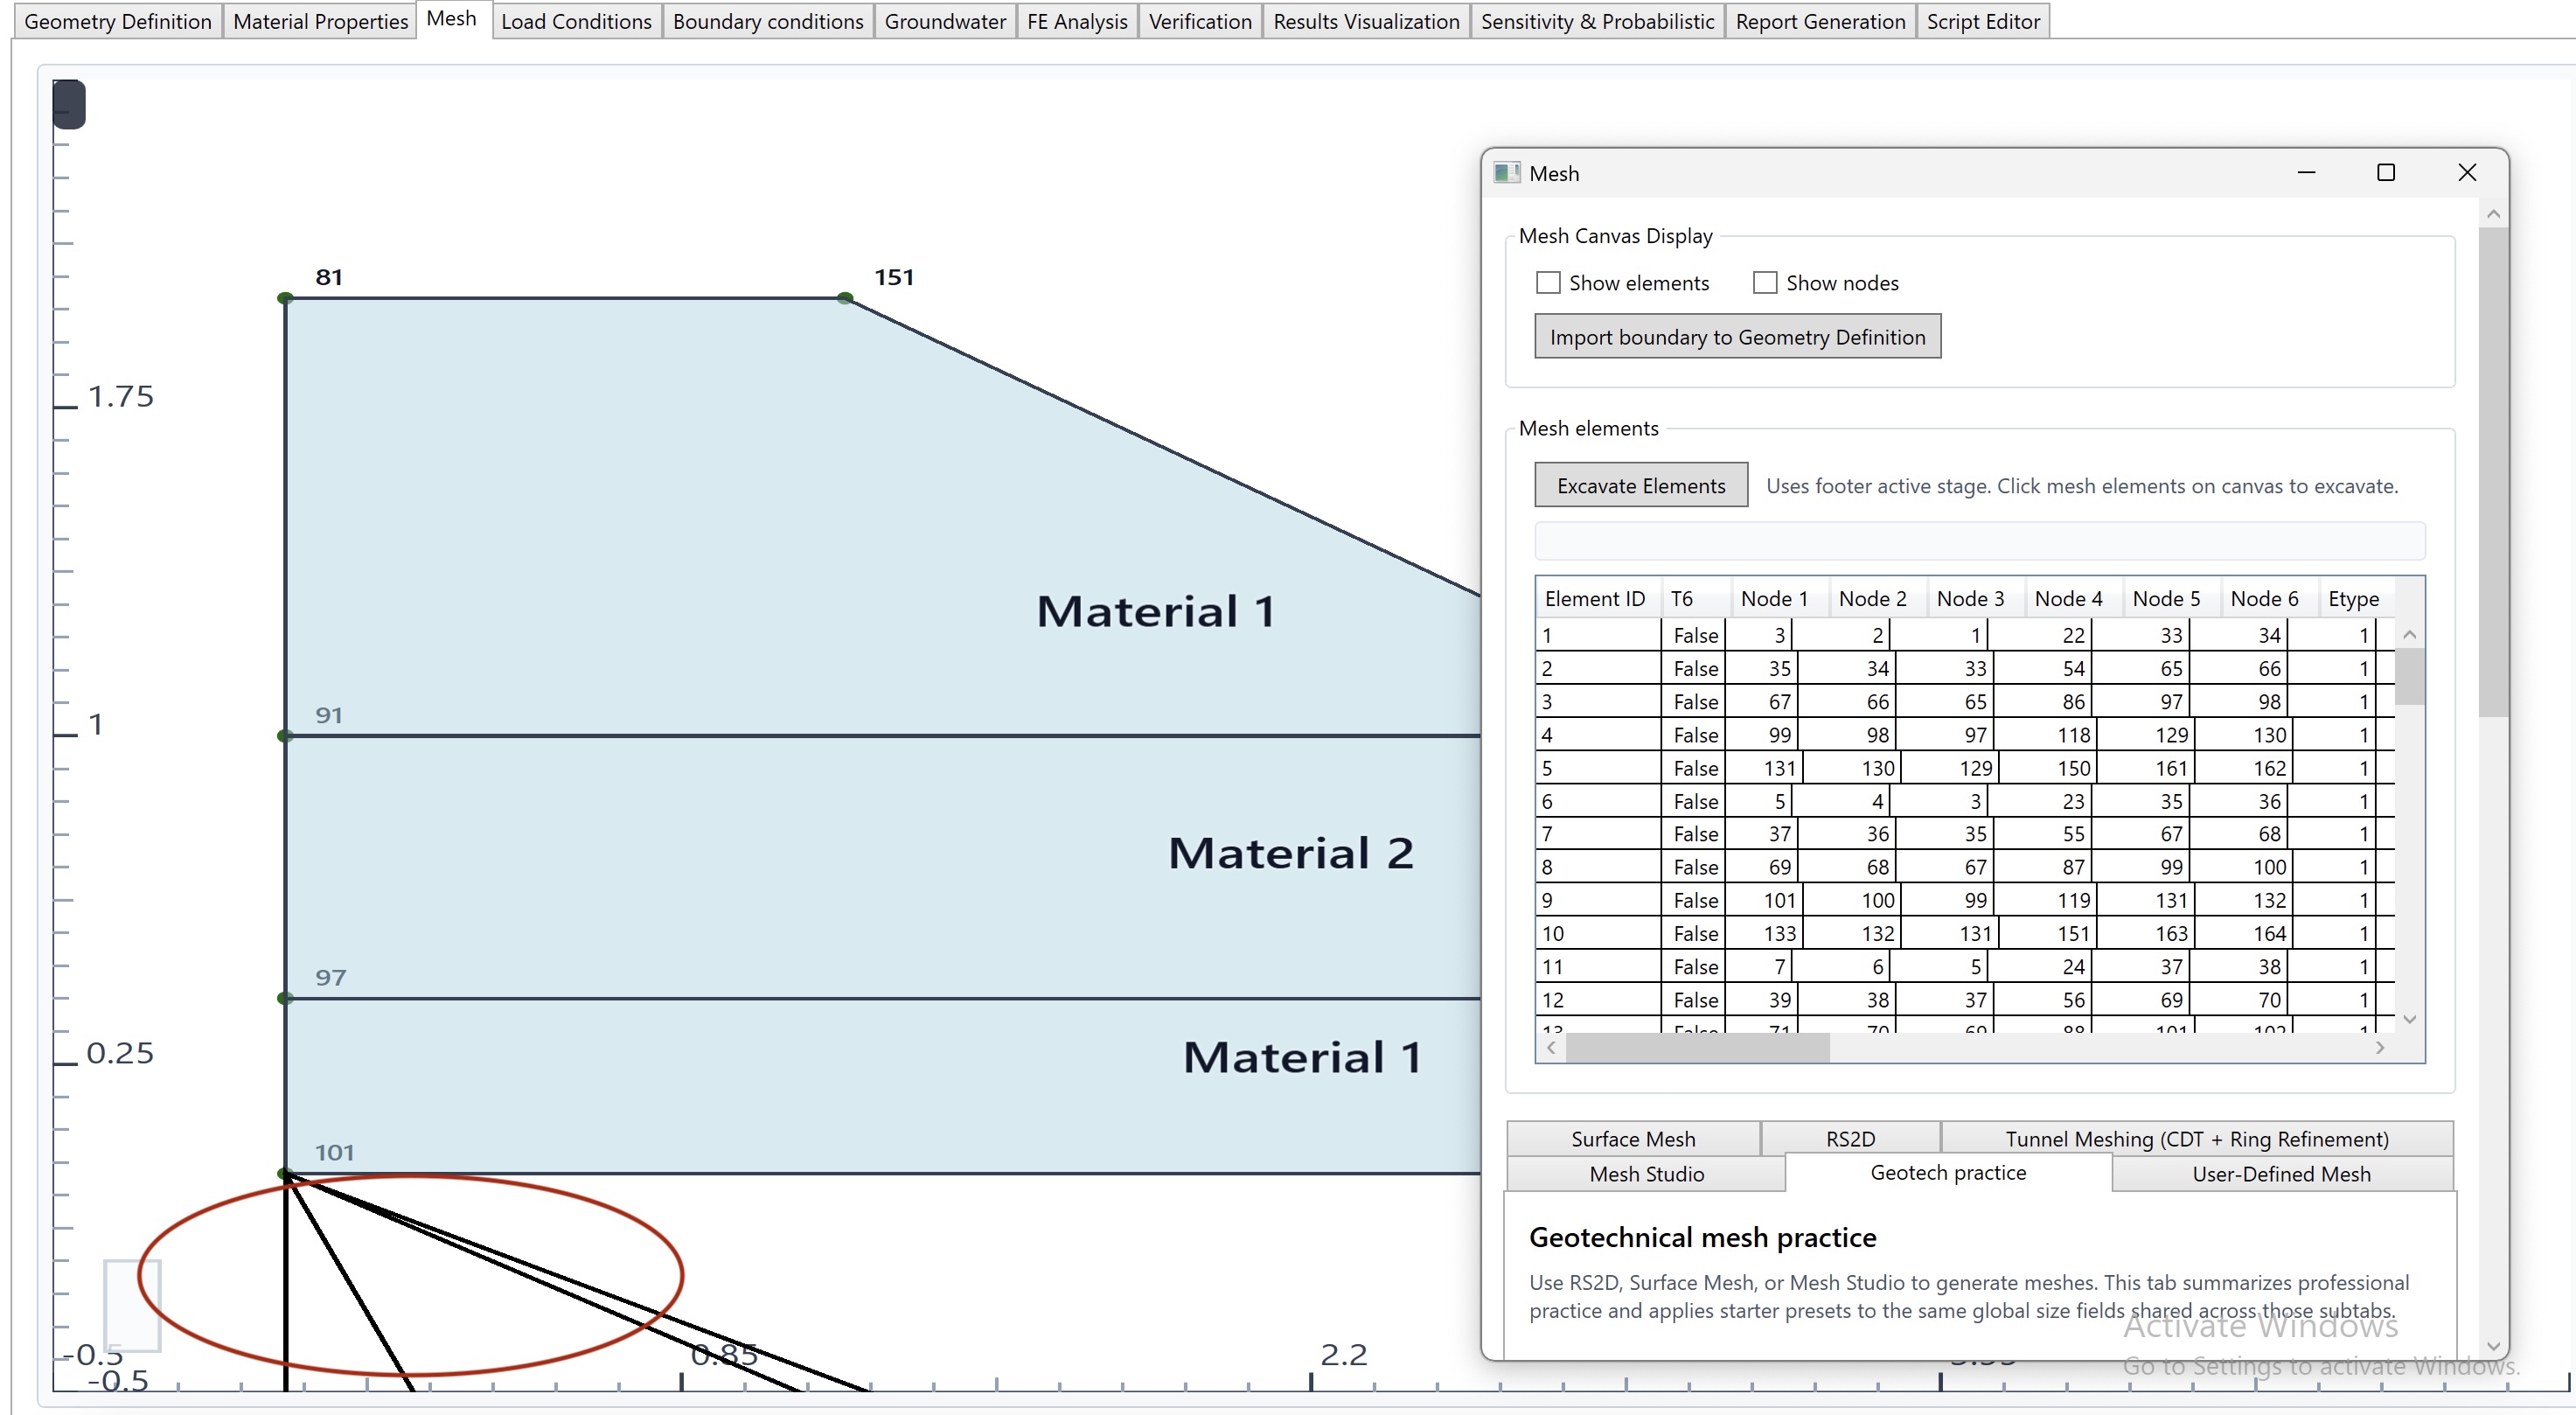 Geometry Definition Material Properties Mesh Load Conditions Boundary conditions Groundwater FE Analysis Verification Results Visualization Sensitivity & Probabilistic Report Generation Script Editor
81
151
1.75
Material 1
91
1
Material 2
97
0.25
Material 1
101
-0.5
-0.5
0.85
2.2
Mesh
Mesh Canvas Display
Show elements Show nodes
Import boundary to Geometry Definition
Mesh elements
Excavate Elements Uses footer active stage. Click mesh elements on canvas to excavate.
Element ID T6 Node 1 Node 2 Node 3 Node 4 Node 5 Node 6 Etype
1 False 3 2 1 22 33 34 1
2 False 35 34 33 54 65 66 1
3 False 67 66 65 86 97 98 1
4 False 99 98 97 118 129 130 1
5 False 131 130 129 150 161 162 1
6 False 5 4 3 23 35 36 1
7 False 37 36 35 55 67 68 1
8 False 69 68 67 87 99 100 1
9 False 101 100 99 119 131 132 1
10 False 133 132 131 151 163 164 1
11 False 7 6 5 24 37 38 1
12 False 39 38 37 56 69 70 1
13 False 71 70 69 88 101 102 1
Surface Mesh RS2D Tunnel Meshing (CDT + Ring Refinement)
Mesh Studio Geotech practice User-Defined Mesh
Geotechnical mesh practice
Use RS2D, Surface Mesh, or Mesh Studio to generate meshes. This tab summarizes professional
practice and applies starter presets to the same global size fields shared across those subtabs.
Activate Windows
Go to Settings to activate Windows.